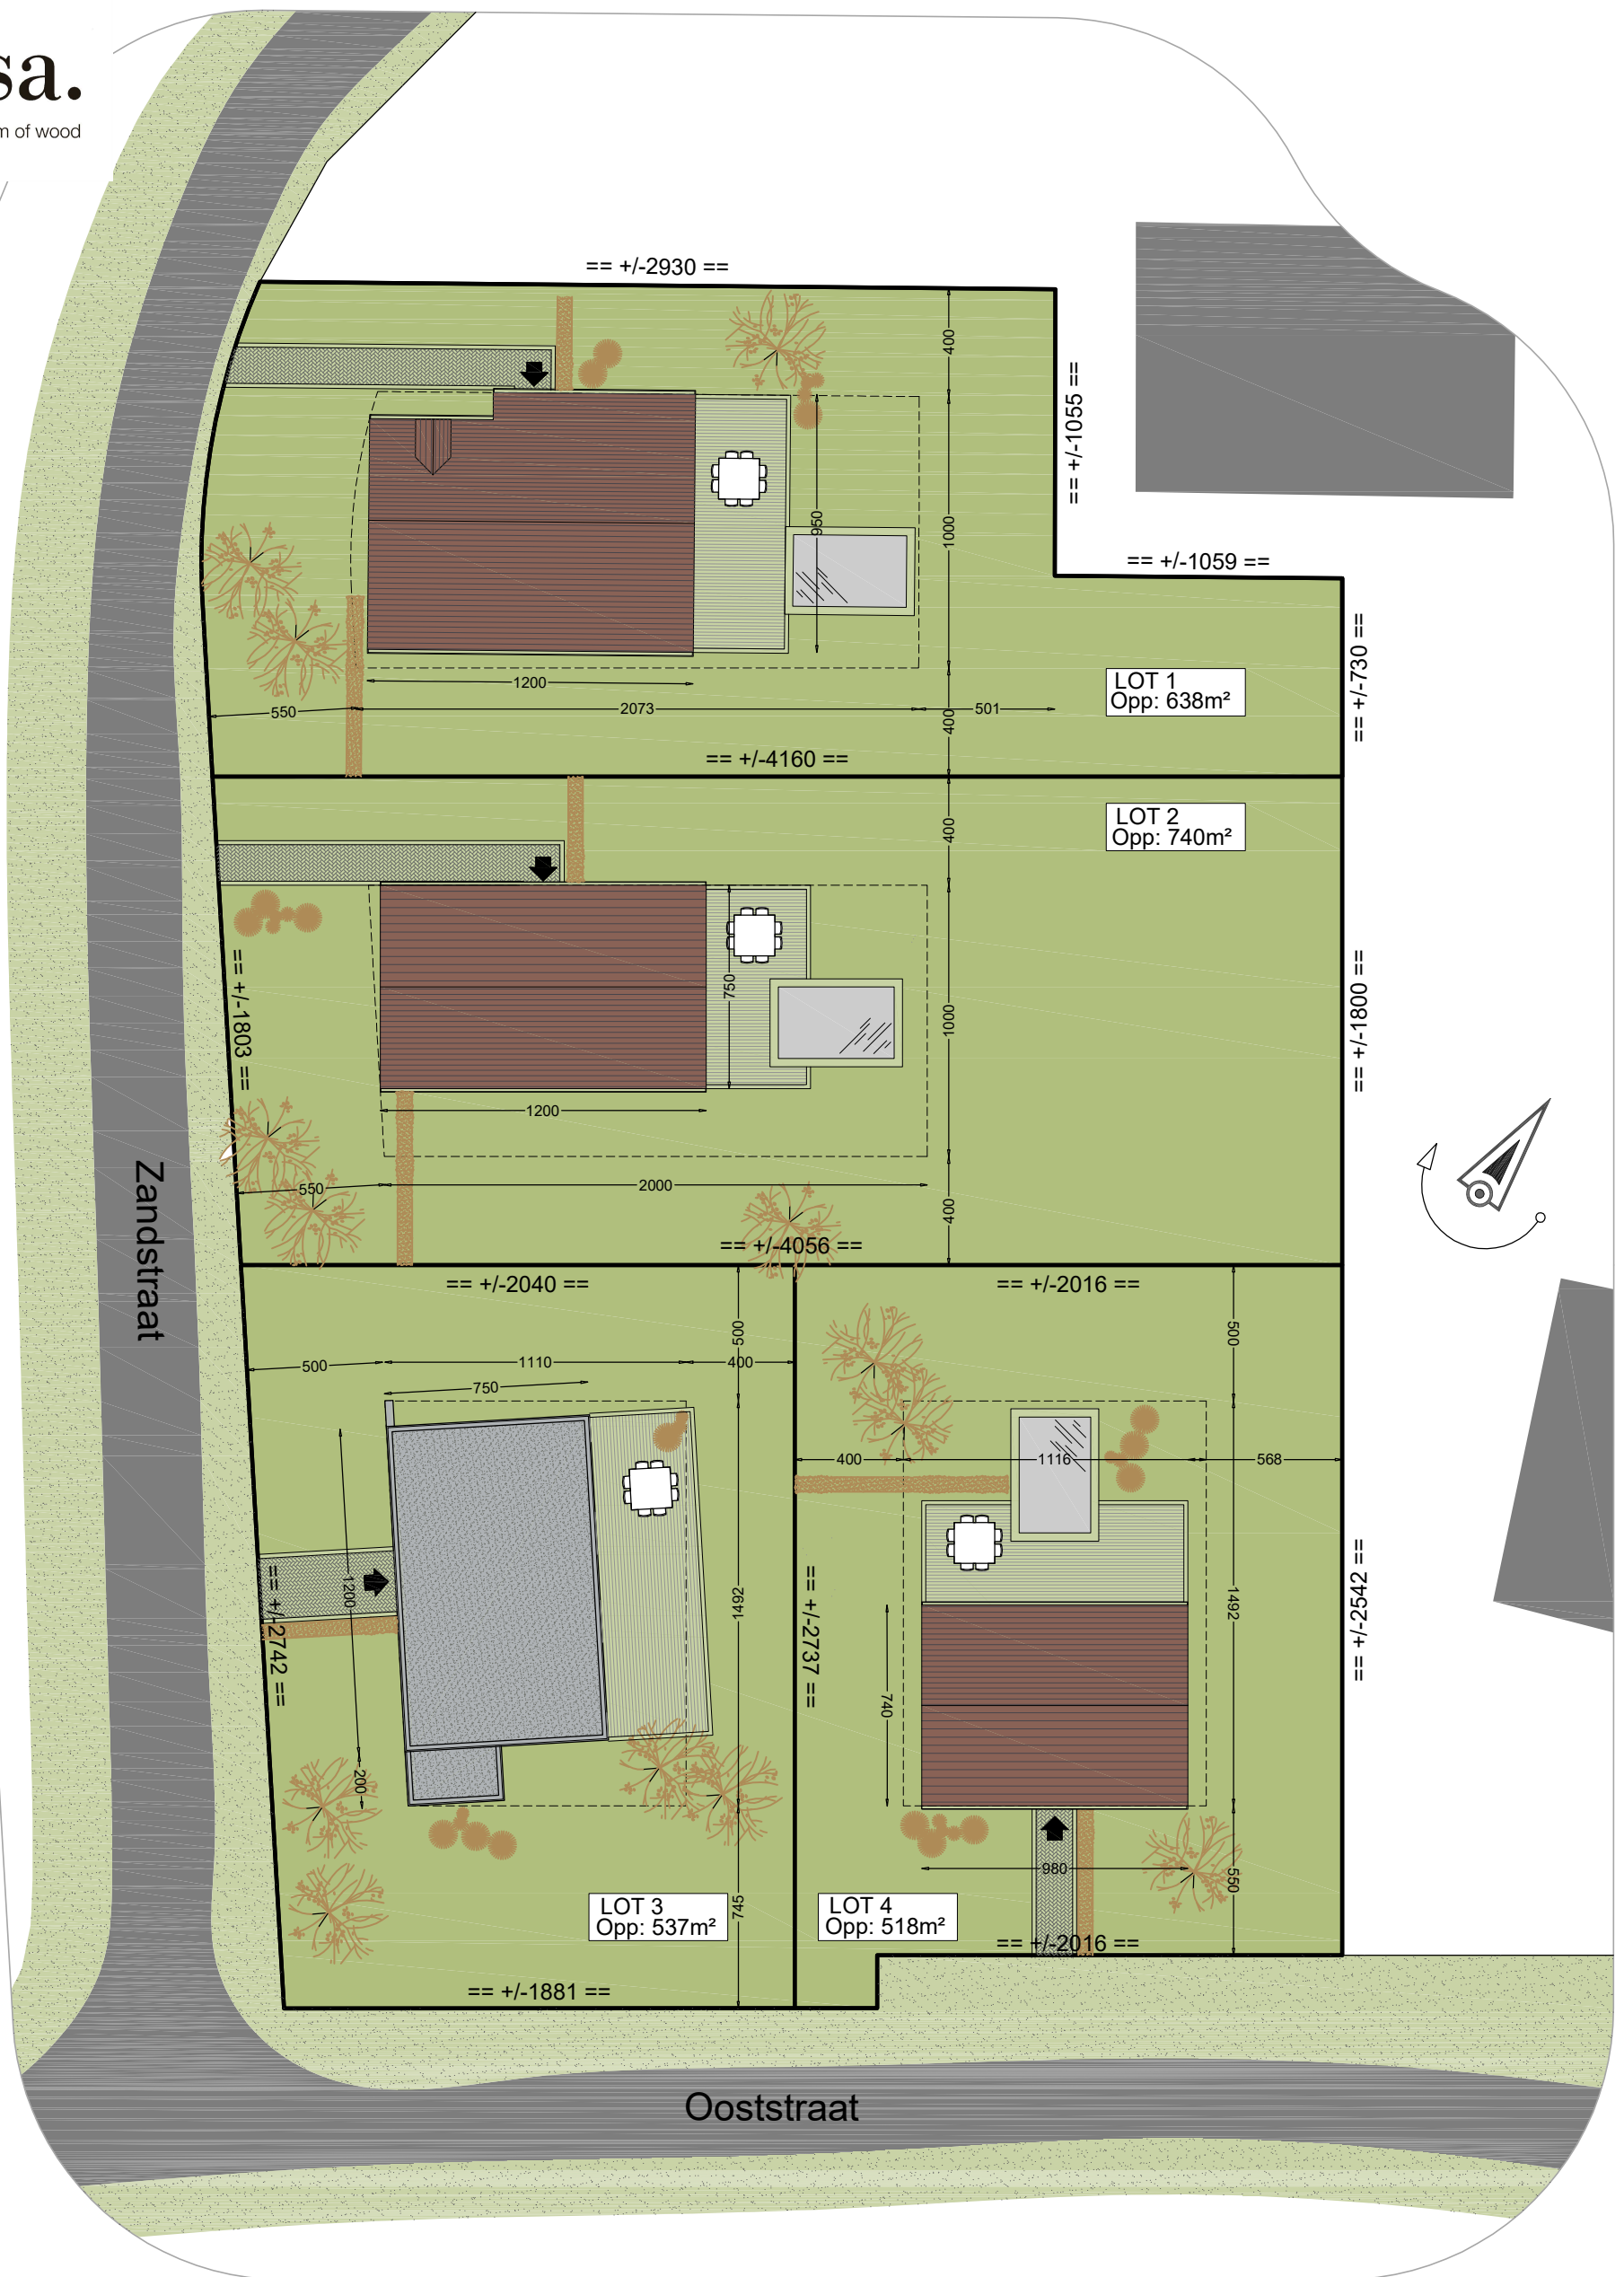 sa.
m of wood
== +/-2930 ==
400
== +/-1055 ==
950
1000
== +/-1059 ==
== +/-730 ==
LOT 1
Opp: 638m²
1200
550
2073
501
400
== +/-4160 ==
LOT 2
Opp: 740m²
400
== +/-1803 ==
750
1000
== +/-1800 ==
1200
550
2000
400
Zandstraat
== +/-4056 ==
== +/-2040 ==
== +/-2016 ==
500
500
500
1110
400
750
400
1116
568
1200
1492
1492
== +/-2742 ==
== +/-2737 ==
== +/-2542 ==
740
200
980
550
745
LOT 3
Opp: 537m²
LOT 4
Opp: 518m²
== +/-2016 ==
== +/-1881 ==
Ooststraat